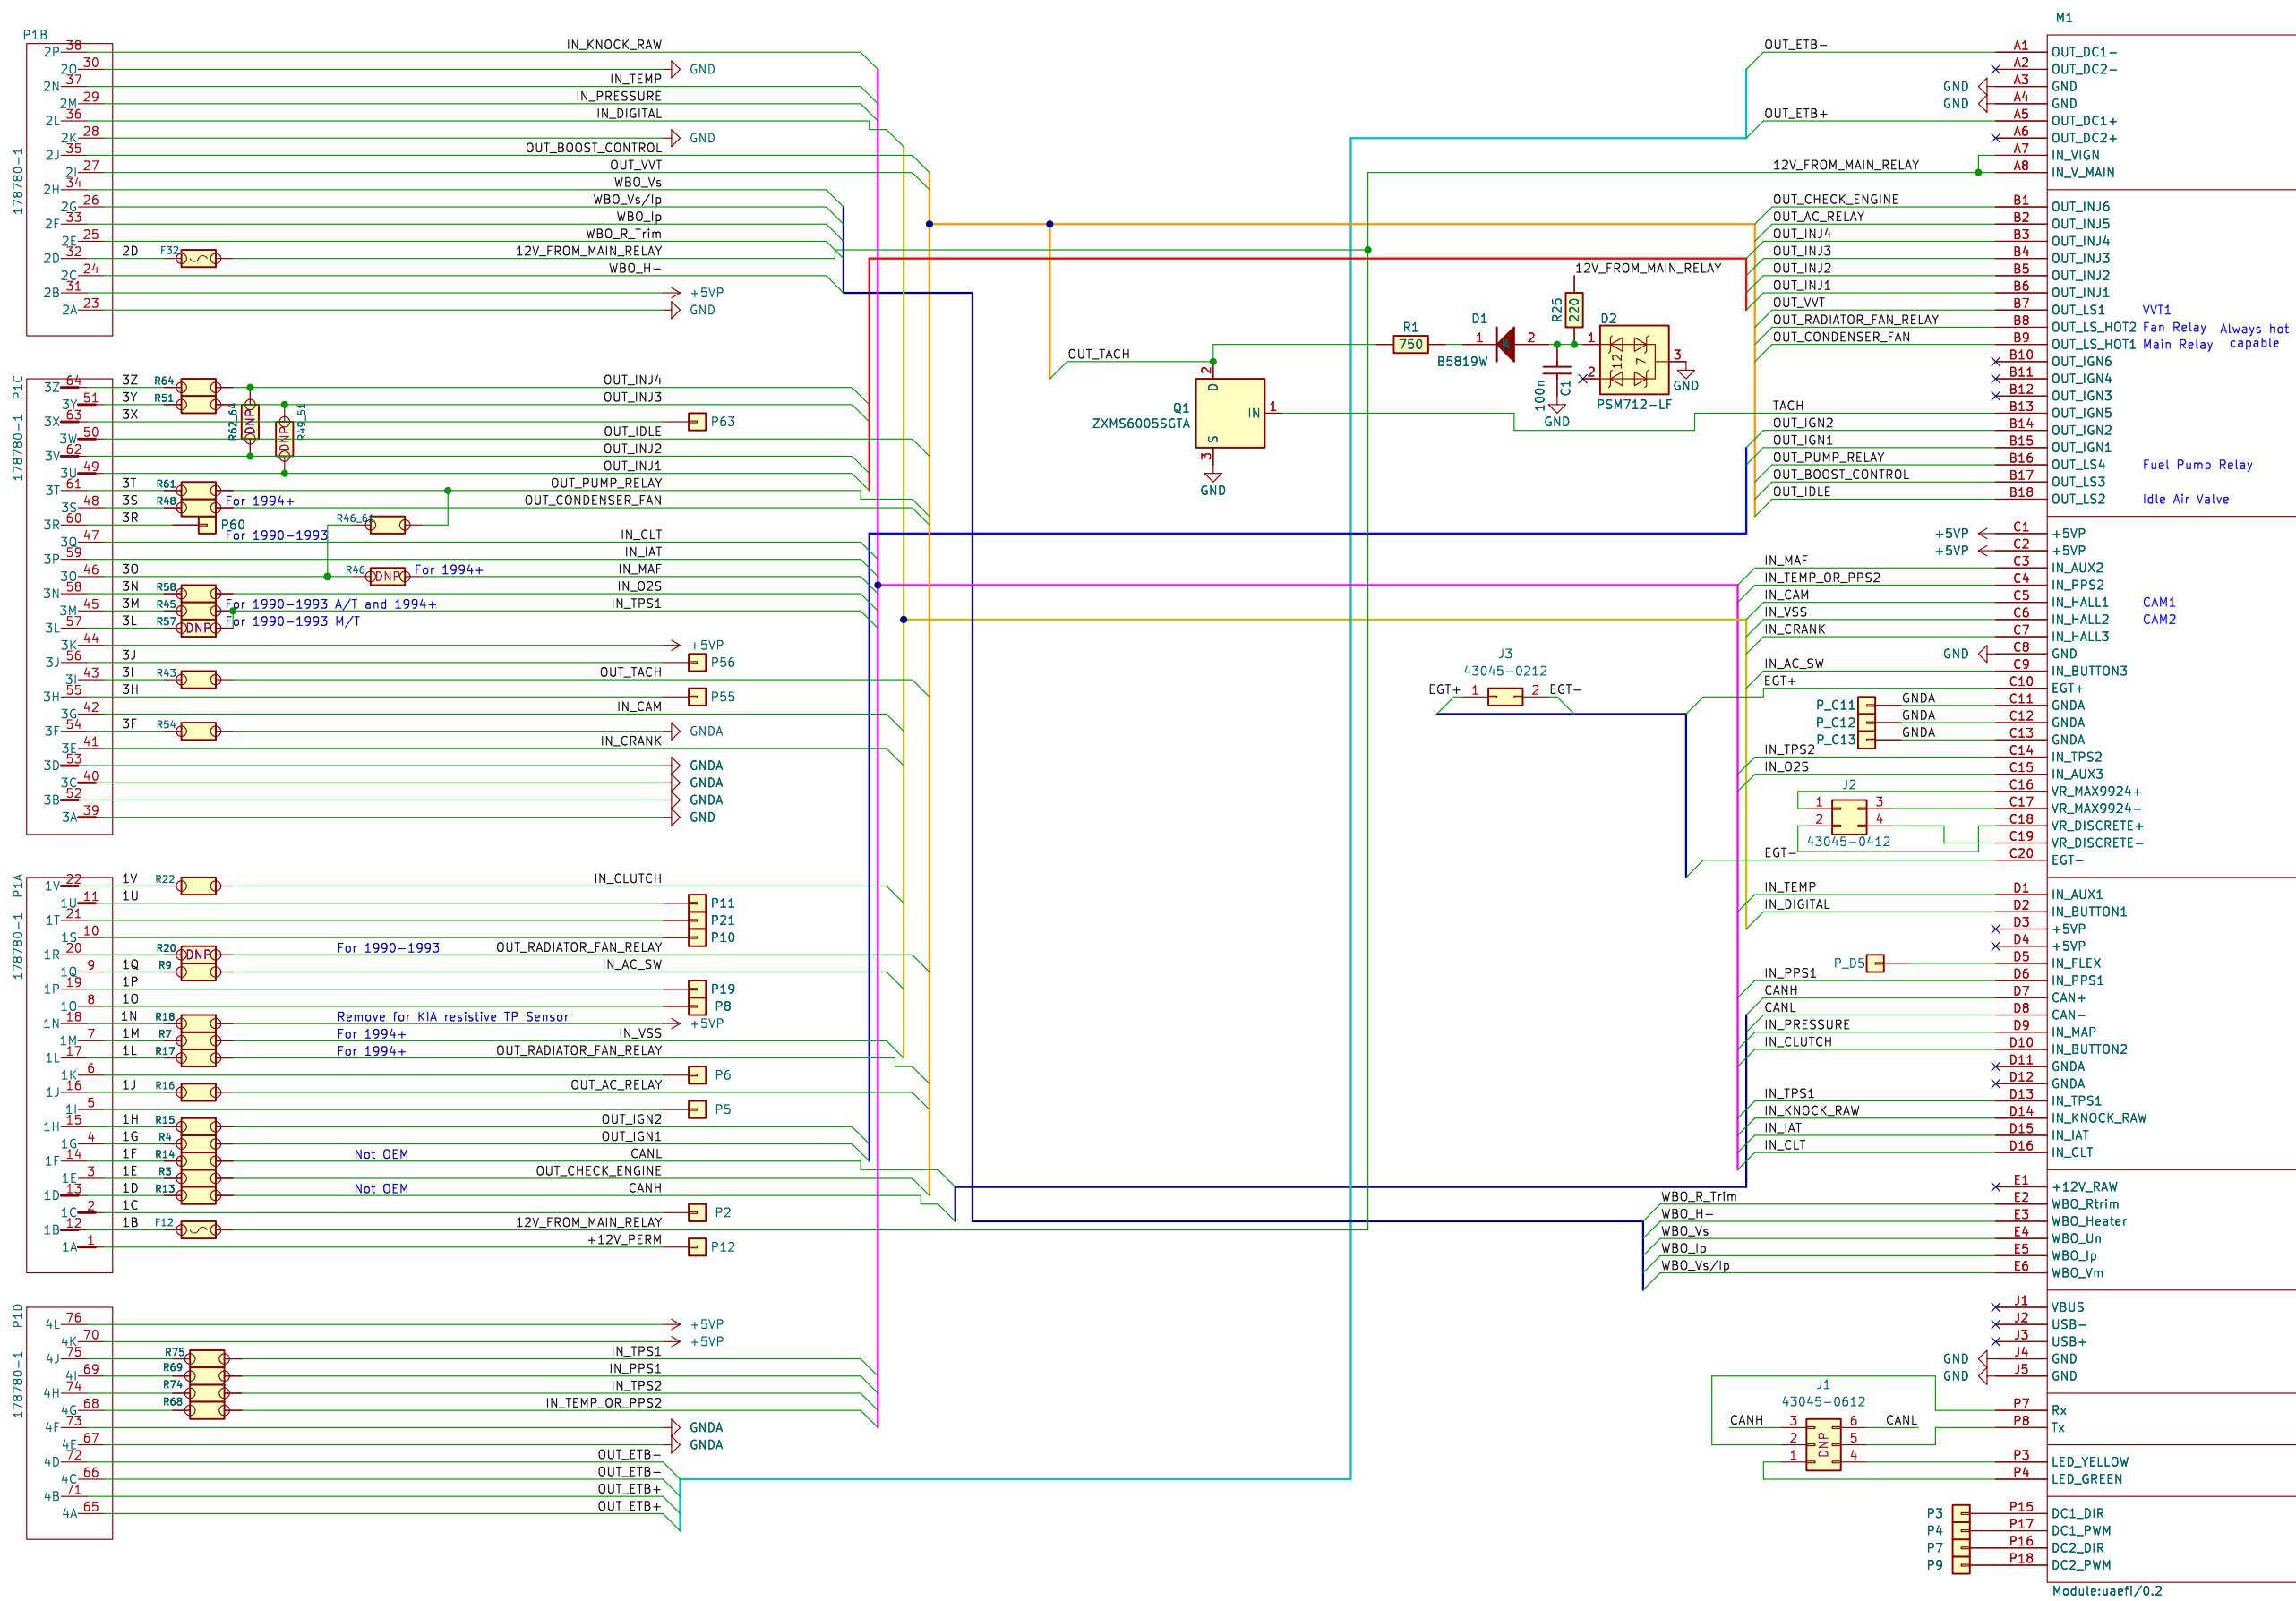 P1B
178780-1
2P 38 IN_KNOCK_RAW
2O 30 GND
2N 37 IN_TEMP
2M 29 IN_PRESSURE
2L 36 IN_DIGITAL
2K 28 GND
2J 35 OUT_BOOST_CONTROL
2I 27 OUT_VVT
2H 34 WBO_Vs
2G 26 WBO_Vs/Ip
2F 33 WBO_Ip
2E 25 WBO_R_Trim
2D 32 2D F32 12V_FROM_MAIN_RELAY
2C 24 WBO_H-
2B 31 +5VP
2A 23 GND
P1C
178780-1
3Z 64 3Z R64 OUT_INJ4
3Y 51 3Y R51 OUT_INJ3
3X 63 3X P63
3W 50 OUT_IDLE
3V 62 OUT_INJ2
3U 49 OUT_INJ1
R62_64 DNP
R49_51 DNP
3T 61 3T R61 OUT_PUMP_RELAY
3S 48 3S R48 For 1994+ OUT_CONDENSER_FAN
3R 60 3R P60
R46_61
For 1990-1993
3Q 47 IN_CLT
3P 59 IN_IAT
3O 46 3O R46 DNP For 1994+ IN_MAF
3N 58 3N R58 IN_O2S
3M 45 3M R45 For 1990-1993 A/T and 1994+ IN_TPS1
3L 57 3L R57 DNP For 1990-1993 M/T
3K 44 +5VP
3J 56 3J P56
3I 43 3I R43 OUT_TACH
3H 55 3H P55
3G 42 IN_CAM
3F 54 3F R54 GNDA
3E 41 IN_CRANK
3D 53 GNDA
3C 40 GNDA
3B 52 GNDA
3A 39 GND
P1A
178780-1
1V 22 1V R22 IN_CLUTCH
1U 11 1U P11
1T 21 P21
1S 10 P10
1R 20 R20 DNP For 1990-1993 OUT_RADIATOR_FAN_RELAY
1Q 9 1Q R9 IN_AC_SW
1P 19 1P P19
1O 8 1O P8
1N 18 1N R18 Remove for KIA resistive TP Sensor +5VP
1M 7 1M R7 For 1994+ IN_VSS
1L 17 1L R17 For 1994+ OUT_RADIATOR_FAN_RELAY
1K 6 P6
1J 16 1J R16 OUT_AC_RELAY
1I 5 P5
1H 15 1H R15 OUT_IGN2
1G 4 1G R4 OUT_IGN1
1F 14 1F R14 Not OEM CANL
1E 3 1E R3 OUT_CHECK_ENGINE
1D 13 1D R13 Not OEM CANH
1C 2 1C P2
1B 12 1B F12 12V_FROM_MAIN_RELAY
1A 1 +12V_PERM P12
P1D
178780-1
4L 76 +5VP
4K 70 +5VP
4J 75 R75 IN_TPS1
4I 69 R69 IN_PPS1
4H 74 R74 IN_TPS2
4G 68 R68 IN_TEMP_OR_PPS2
4F 73 GNDA
4E 67 GNDA
4D 72 OUT_ETB-
4C 66 OUT_ETB-
4B 71 OUT_ETB+
4A 65 OUT_ETB+
OUT_TACH
2 D
Q1
ZXMS6005SGTA
IN 1
S 3
GND
R1
750
D1
1 2
B5819W
12V_FROM_MAIN_RELAY
R25
220
100n
C1
GND
D2
1 2 3
12 7
PSM712-LF
GND
J3
43045-0212
EGT+ 1 2 EGT-
M1
OUT_ETB- A1 OUT_DC1-
A2 OUT_DC2-
GND A3 GND
GND A4 GND
OUT_ETB+ A5 OUT_DC1+
A6 OUT_DC2+
A7 IN_VIGN
12V_FROM_MAIN_RELAY A8 IN_V_MAIN
OUT_CHECK_ENGINE B1 OUT_INJ6
OUT_AC_RELAY B2 OUT_INJ5
OUT_INJ4 B3 OUT_INJ4
OUT_INJ3 B4 OUT_INJ3
OUT_INJ2 B5 OUT_INJ2
OUT_INJ1 B6 OUT_INJ1
OUT_VVT B7 OUT_LS1 VVT1
OUT_RADIATOR_FAN_RELAY B8 OUT_LS_HOT2 Fan Relay
OUT_CONDENSER_FAN B9 OUT_LS_HOT1 Main Relay
Always hot
capable
B10 OUT_IGN6
B11 OUT_IGN4
B12 OUT_IGN3
TACH B13 OUT_IGN5
OUT_IGN2 B14 OUT_IGN2
OUT_IGN1 B15 OUT_IGN1
OUT_PUMP_RELAY B16 OUT_LS4 Fuel Pump Relay
OUT_BOOST_CONTROL B17 OUT_LS3
OUT_IDLE B18 OUT_LS2 Idle Air Valve
+5VP C1 +5VP
+5VP C2 +5VP
IN_MAF C3 IN_AUX2
IN_TEMP_OR_PPS2 C4 IN_PPS2
IN_CAM C5 IN_HALL1 CAM1
IN_VSS C6 IN_HALL2 CAM2
IN_CRANK C7 IN_HALL3
GND C8 GND
IN_AC_SW C9 IN_BUTTON3
EGT+ C10 EGT+
P_C11 GNDA C11 GNDA
P_C12 GNDA C12 GNDA
P_C13 GNDA C13 GNDA
IN_TPS2 C14 IN_TPS2
IN_O2S C15 IN_AUX3
J2
C16 VR_MAX9924+
1 3 C17 VR_MAX9924-
2 4 C18 VR_DISCRETE+
43045-0412
C19 VR_DISCRETE-
EGT- C20 EGT-
IN_TEMP D1 IN_AUX1
IN_DIGITAL D2 IN_BUTTON1
D3 +5VP
D4 +5VP
P_D5 D5 IN_FLEX
IN_PPS1 D6 IN_PPS1
CANH D7 CAN+
CANL D8 CAN-
IN_PRESSURE D9 IN_MAP
IN_CLUTCH D10 IN_BUTTON2
D11 GNDA
D12 GNDA
IN_TPS1 D13 IN_TPS1
IN_KNOCK_RAW D14 IN_KNOCK_RAW
IN_IAT D15 IN_IAT
IN_CLT D16 IN_CLT
E1 +12V_RAW
WBO_R_Trim E2 WBO_Rtrim
WBO_H- E3 WBO_Heater
WBO_Vs E4 WBO_Un
WBO_Ip E5 WBO_Ip
WBO_Vs/Ip E6 WBO_Vm
J1 VBUS
J2 USB-
J3 USB+
GND J4 GND
GND J5 GND
J1
43045-0612
P7 Rx
P8 Tx
CANH 3 6 CANL
2 DNP 5
1 4
P3 LED_YELLOW
P4 LED_GREEN
P3 P15 DC1_DIR
P4 P17 DC1_PWM
P7 P16 DC2_DIR
P9 P18 DC2_PWM
Module:uaefi/0.2